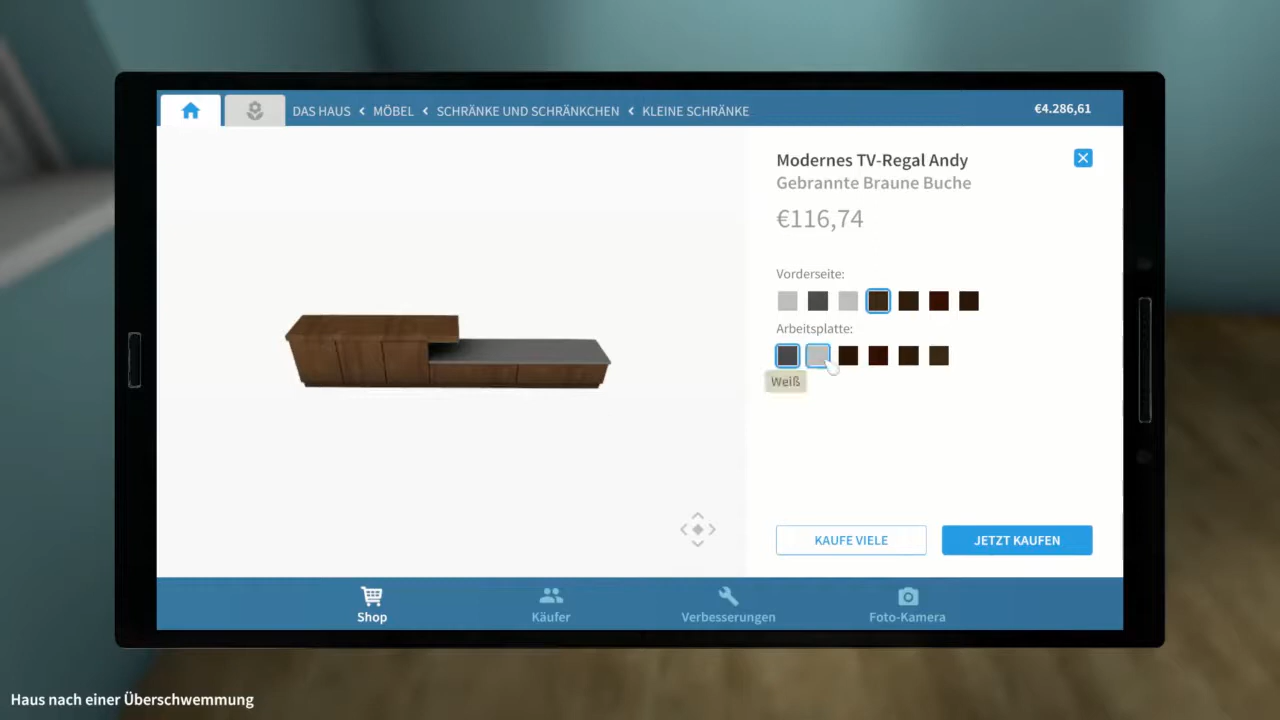 DAS HAUS < MÖBEL < SCHRÄNKE UND SCHRÄNKCHEN < KLEINE SCHRÄNKE
€4.286,61
Modernes TV-Regal Andy
Gebrannte Braune Buche
€116,74
Vorderseite:
Arbeitsplatte:
Weiß
KAUFE VIELE
JETZT KAUFEN
Shop
Käufer
Verbesserungen
Foto-Kamera
Haus nach einer Überschwemmung